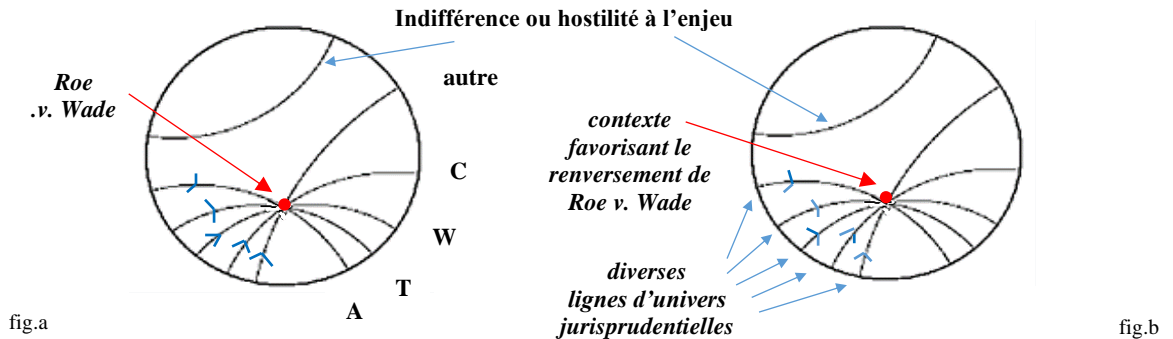 Indifférence ou hostilité à l’enjeu
autre
Roe
.v. Wade
C
W
T
A
fig.a
contexte
favorisant le
renversement de
Roe v. Wade
diverses
lignes d’univers
jurisprudentielles
fig.b